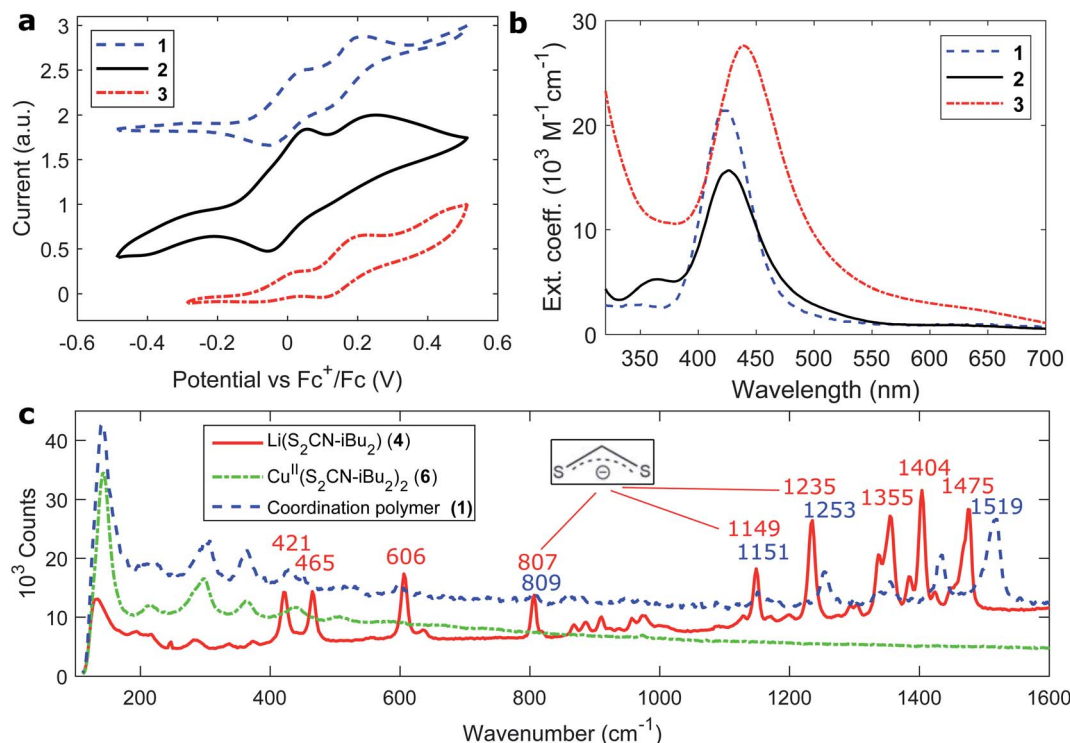 a
1
2
3
Current (a.u.)
3
2.5
2
1.5
1
0.5
0
-0.6 -0.4 -0.2 0 0.2 0.4 0.6
Potential vs Fc⁺/Fc (V)
b
1
2
3
Ext. coeff. (10³ M⁻¹cm⁻¹)
30
20
10
0
350 400 450 500 550 600 650 700
Wavelength (nm)
c
Li(S₂CN-iBu₂) (4)
Cuᴵᴵ(S₂CN-iBu₂)₂ (6)
Coordination polymer (1)
S ⊖ S
421
465
606
807
809
1149
1151
1235
1253
1355
1404
1475
1519
10³ Counts
40
30
20
10
0
200 400 600 800 1000 1200 1400 1600
Wavenumber (cm⁻¹)